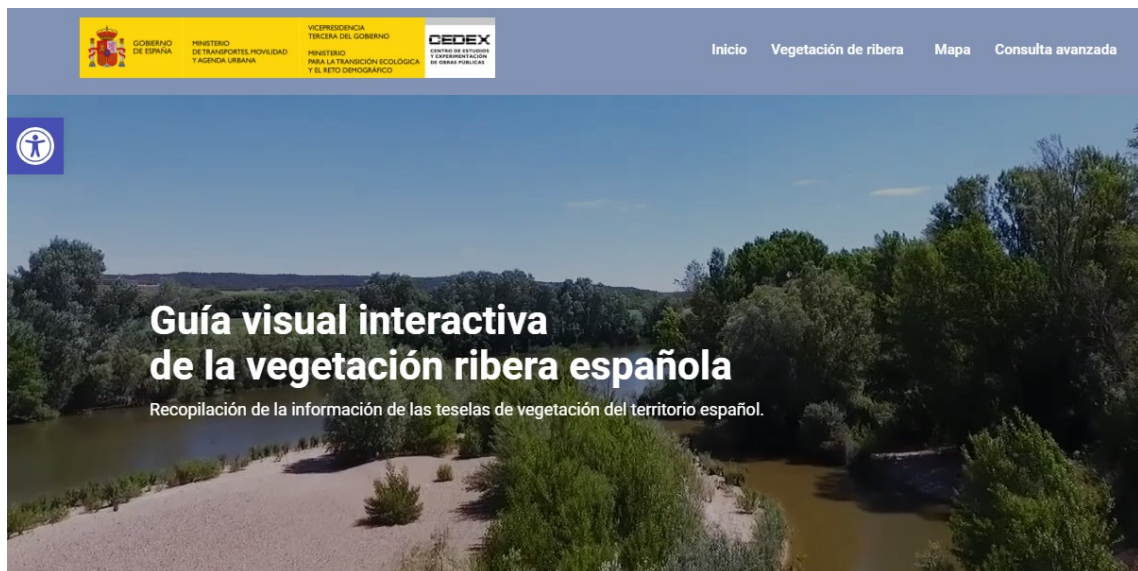 GOBIERNO
DE ESPAÑA
MINISTERIO
DE TRANSPORTES, MOVILIDAD
Y AGENDA URBANA
VICEPRESIDENCIA
TERCERA DEL GOBIERNO
MINISTERIO
PARA LA TRANSICIÓN ECOLÓGICA
Y EL RETO DEMOGRÁFICO
CEDEX
CENTRO DE ESTUDIOS
Y EXPERIMENTACIÓN
DE OBRAS PÚBLICAS
Inicio Vegetación de ribera Mapa Consulta avanzada
Guía visual interactiva
de la vegetación ribera española
Recopilación de la información de las teselas de vegetación del territorio español.